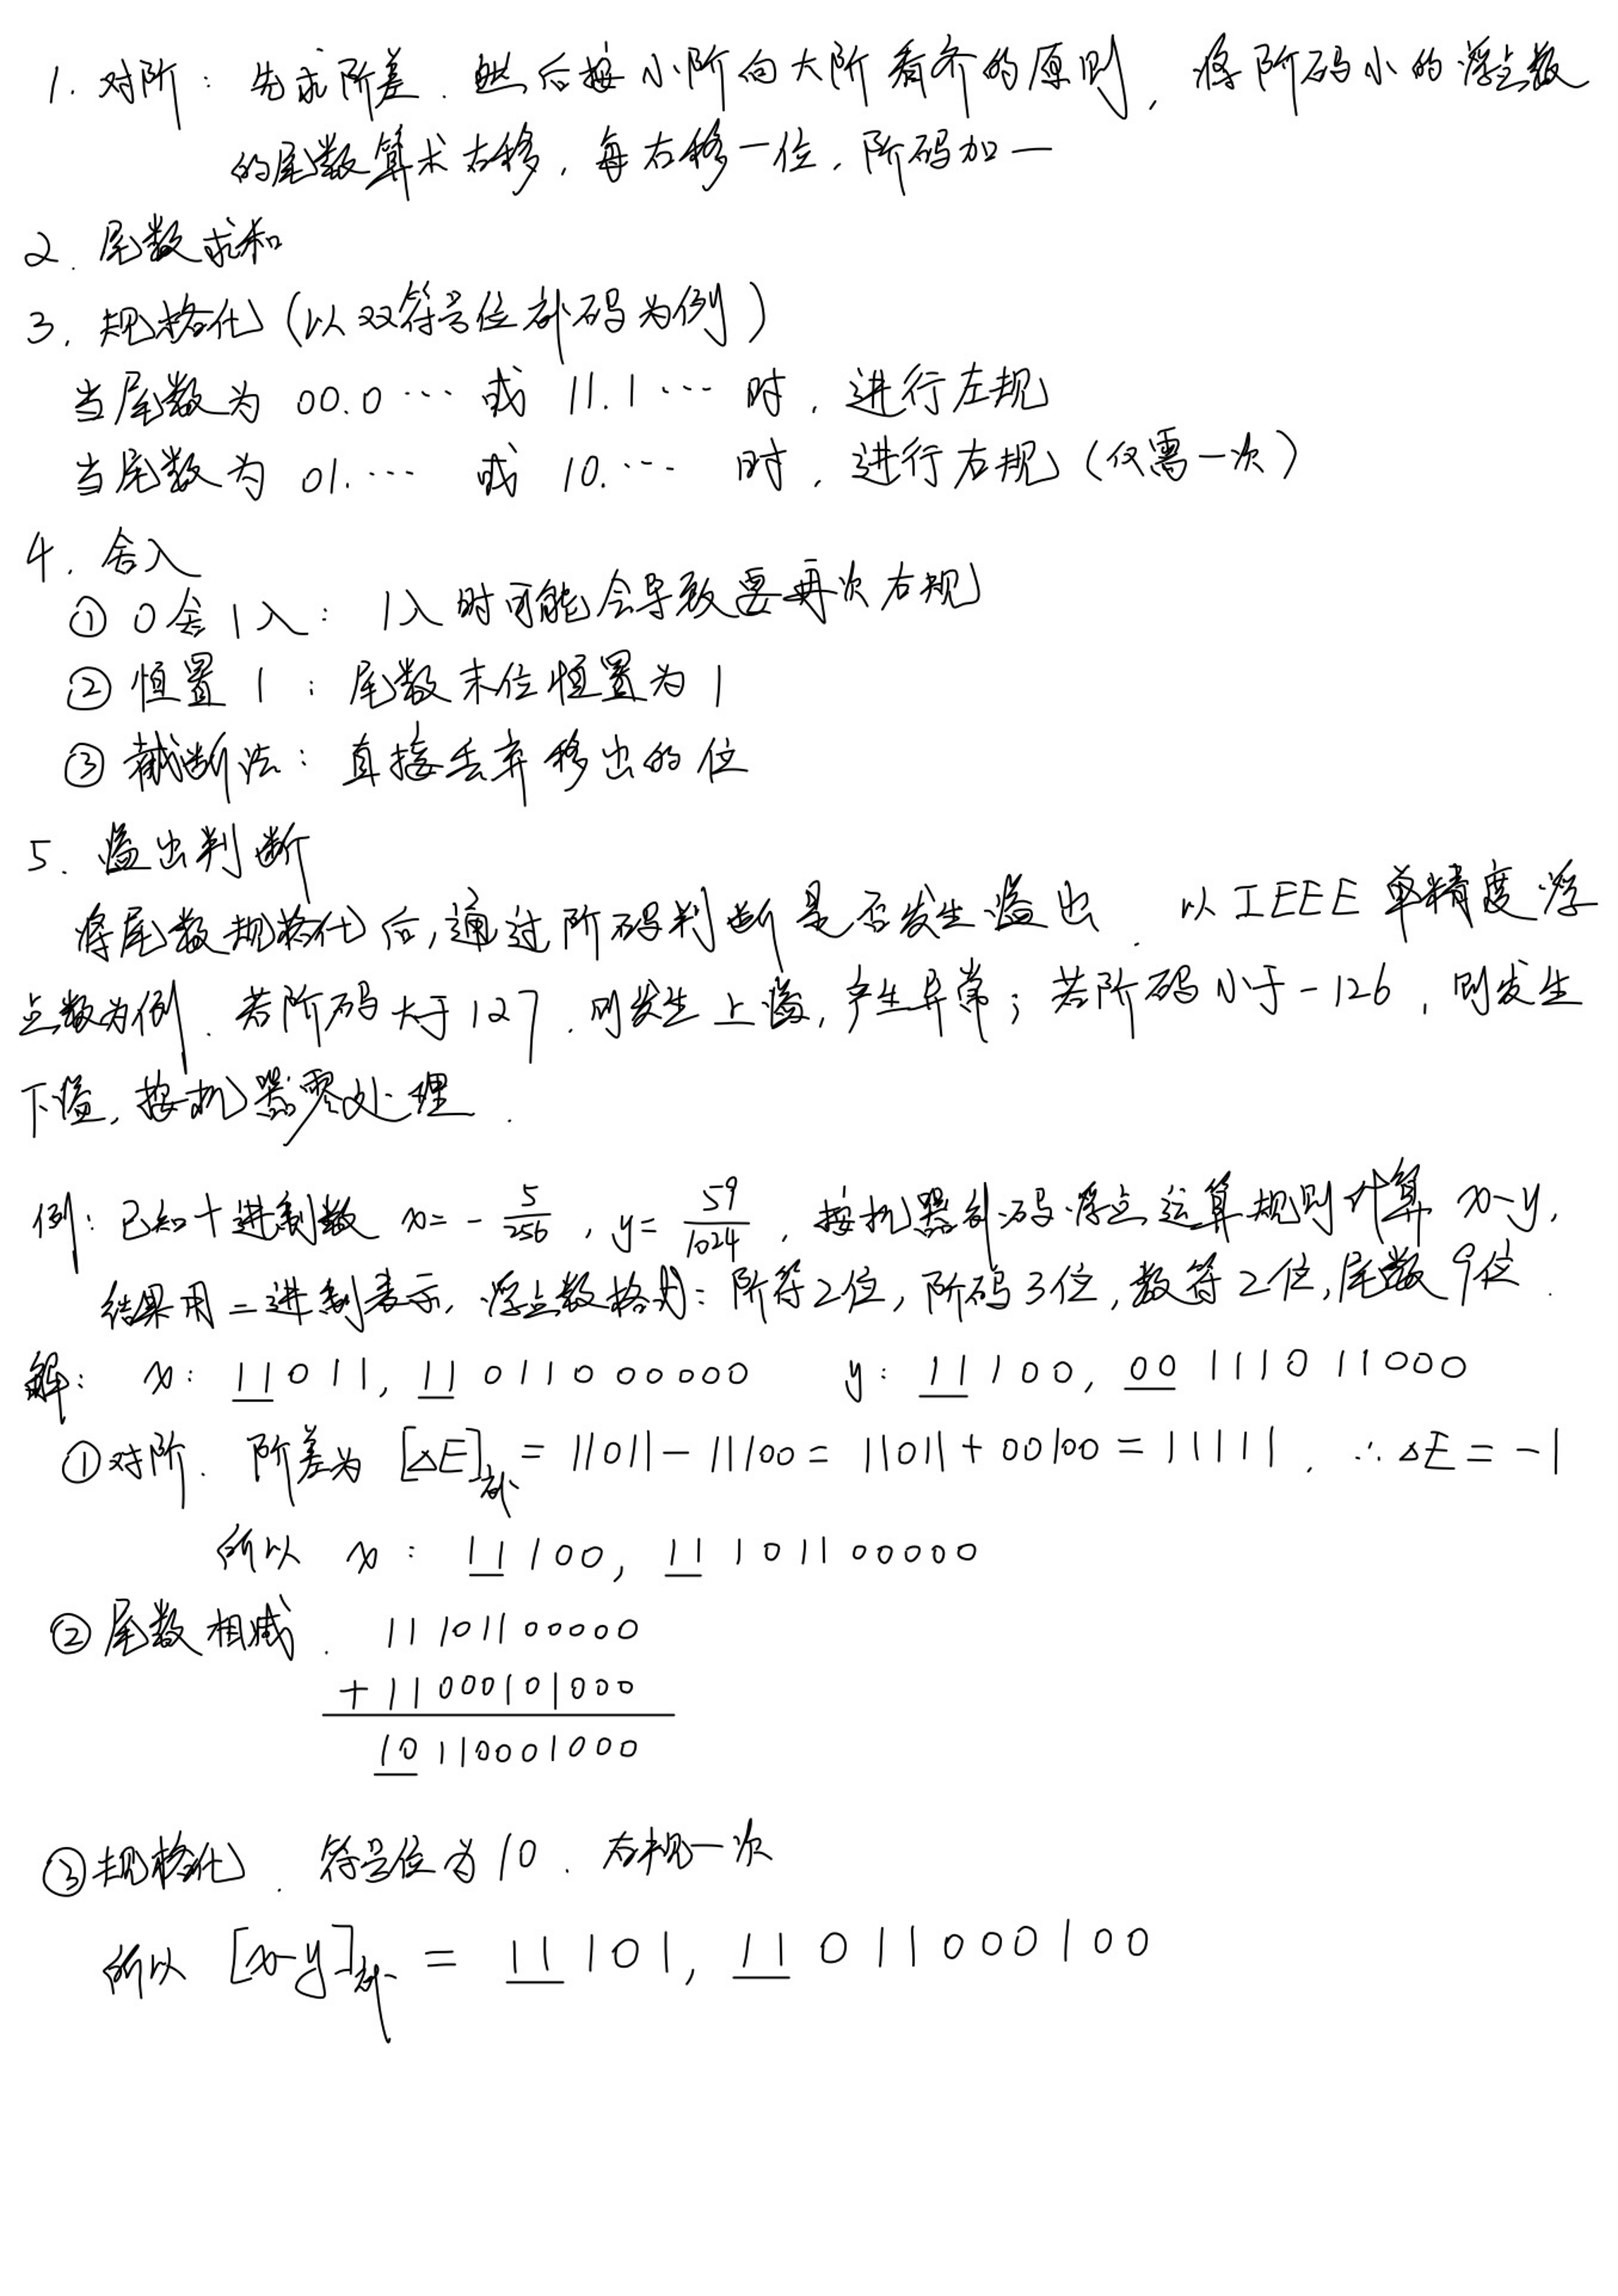 1. 对阶：先求阶差．然后按小阶向大阶看齐的原则，将阶码小的浮点数
的尾数算术右移，每右移一位，阶码加一
2. 尾数求和
3. 规格化（以双符号位补码为例）
当尾数为 00.0… 或 11.1… 时，进行左规
当尾数为 01.… 或 10.… 时，进行右规（仅需一次）
4. 舍入
① 0舍1入：1入时可能会导致要再次右规
② 恒置1：尾数末位恒置为1
③ 截断法：直接丢弃移出的位
5. 溢出判断
将尾数规格化后，通过阶码判断是否发生溢出．以IEEE单精度浮
点数为例．若阶码大于127．则发生上溢，产生异常；若阶码小于-126，则发生
下溢，按机器零处理．
例：已知十进制数 x=-5/256，y=59/1024，按机器补码浮点运算规则计算 x-y，
结果用二进制表示，浮点数格式：阶符2位，阶码3位，数符2位，尾数9位．
解： x：11011，11011000000 y：11100，00111011000
①对阶．阶差为 [ΔE]补 = 11011-11100 = 11011+00100 = 11111．∴ΔE=-1
所以 x：11100，11101100000
②尾数相减． 11101100000
+11000101000
10110001000
③规格化．符号位为10．右规一次
所以 [x-y]补 = 11101，11011000100